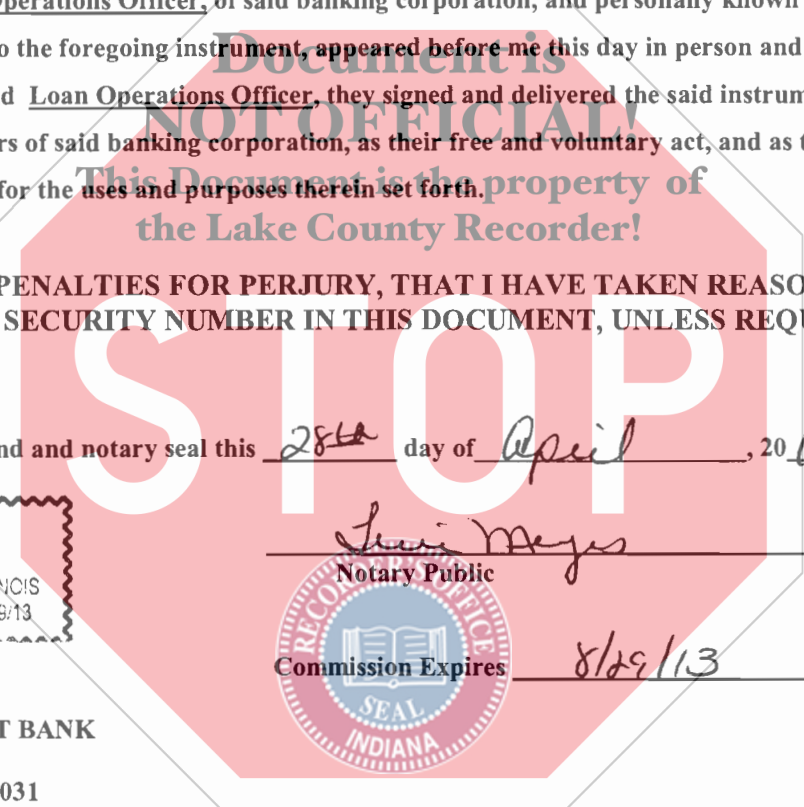 Operations Officer, of said banking corporation, and personally known
o the foregoing instrument, appeared before me this day in person and
Document is
d Loan Operations Officer, they signed and delivered the said instrum
NOT OFFICIAL!
rs of said banking corporation, as their free and voluntary act, and as t
for the uses and purposes therein set forth.
This Document is the property of
the Lake County Recorder!
PENALTIES FOR PERJURY, THAT I HAVE TAKEN REASO
SECURITY NUMBER IN THIS DOCUMENT, UNLESS REQU
STOP
nd and notary seal this 28th day of April, 20
NOIS
9/13
Notary Public
RECORDER'S OFFICE
Commission Expires 8/29/13
SEAL
INDIANA
T BANK
031